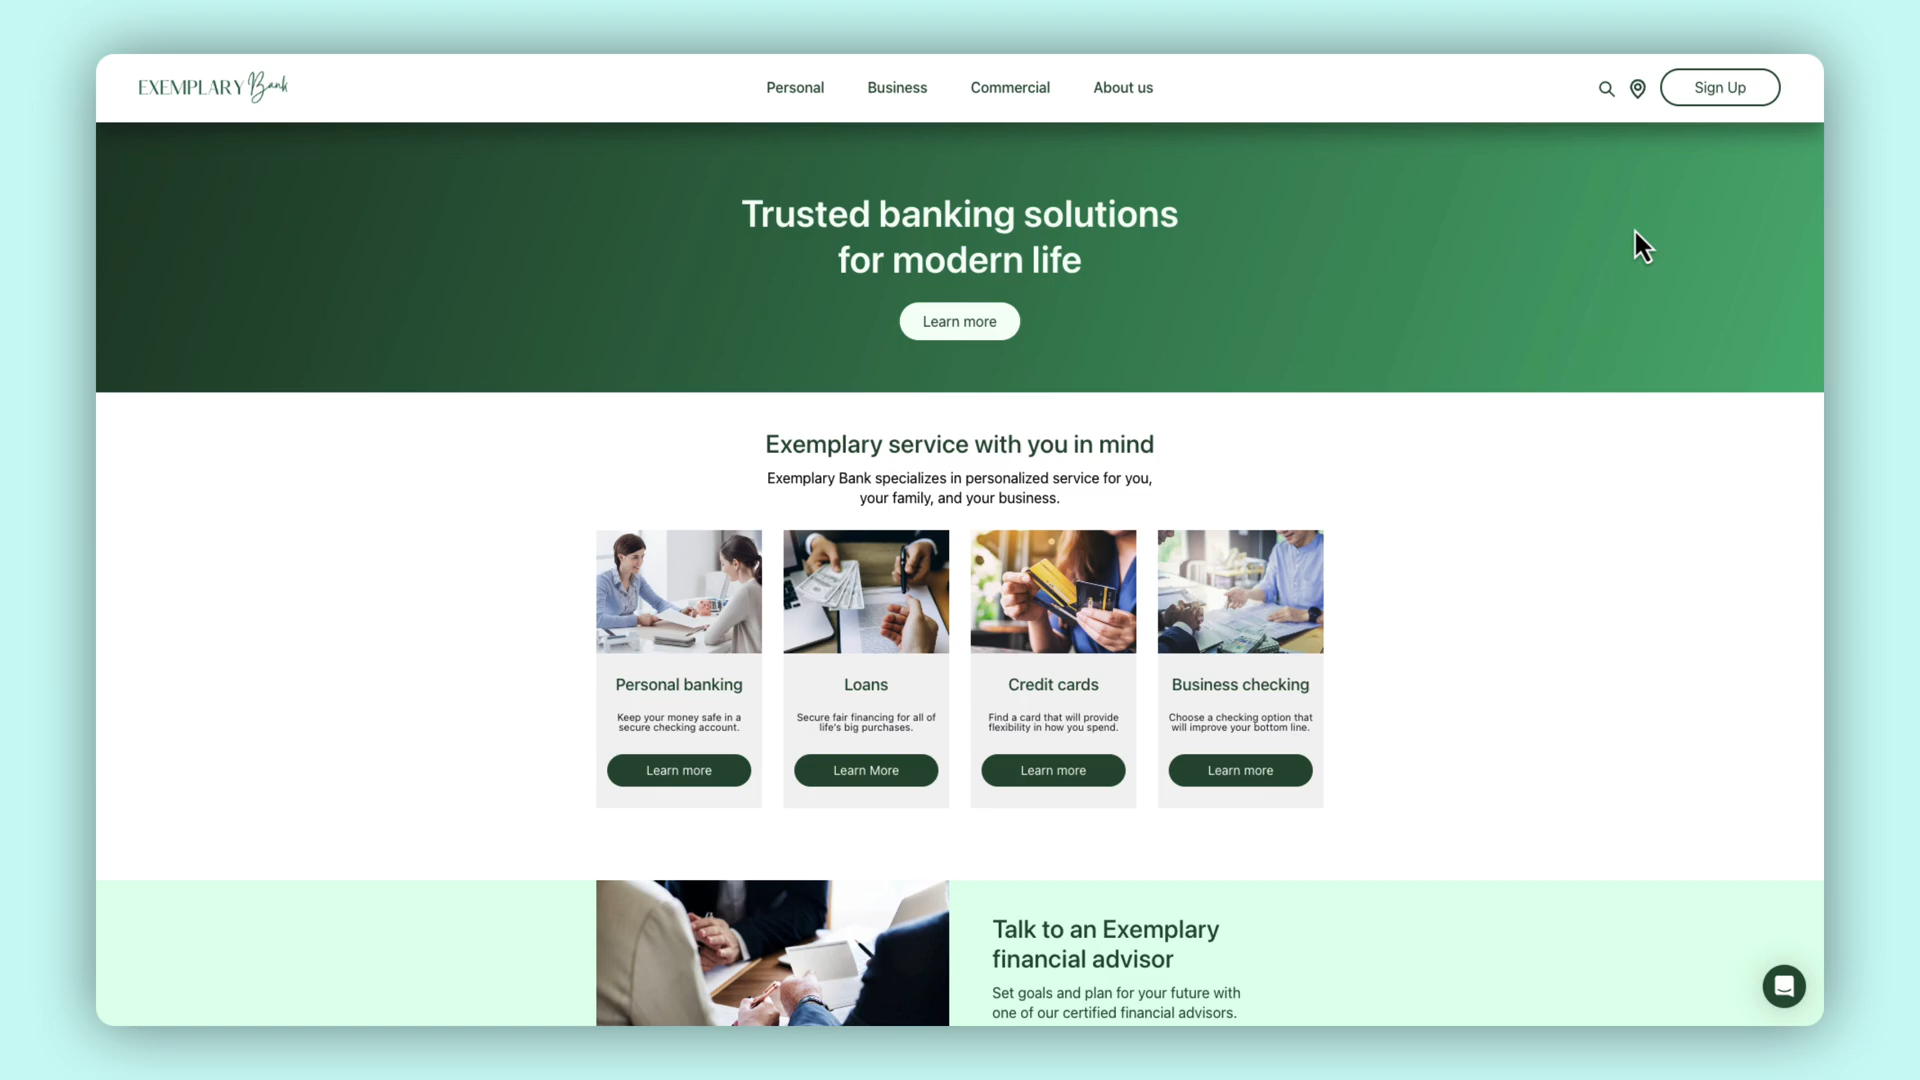 EXEMPLARY Bank
Personal
Business
Commercial
About us
Sign Up
Trusted banking solutions
for modern life
Learn more
Exemplary service with you in mind
Exemplary Bank specializes in personalized service for you,
your family, and your business.
Personal banking
Keep your money safe in a
secure checking account.
Learn more
Loans
Secure fair financing for all of
life's big purchases.
Learn More
Credit cards
Find a card that will provide
flexibility in how you spend.
Learn more
Business checking
Choose a checking option that
will improve your bottom line.
Learn more
Talk to an Exemplary
financial advisor
Set goals and plan for your future with
one of our certified financial advisors.